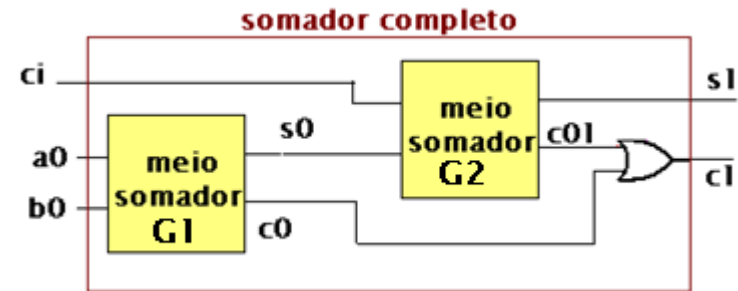 somador completo
ci
s1
meio
somador
G2
s0
c01
a0
meio
somador
G1
c1
b0
c0